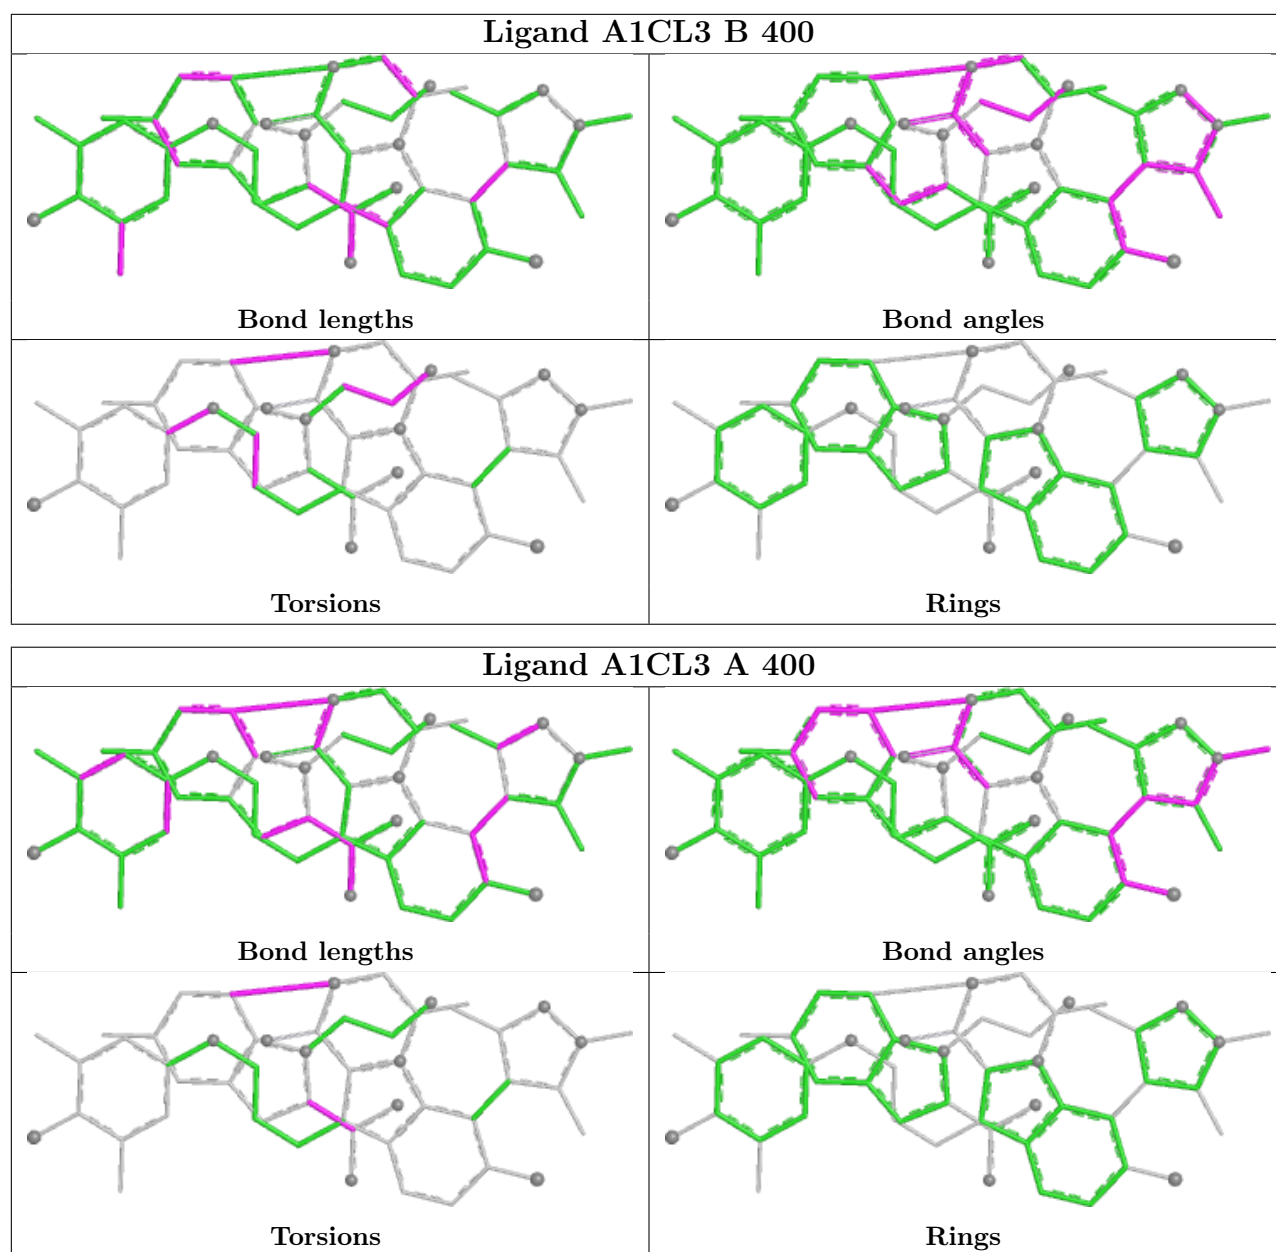 Ligand A1CL3 B 400
Bond lengths
Bond angles
Torsions
Rings
Ligand A1CL3 A 400
Bond lengths
Bond angles
Torsions
Rings